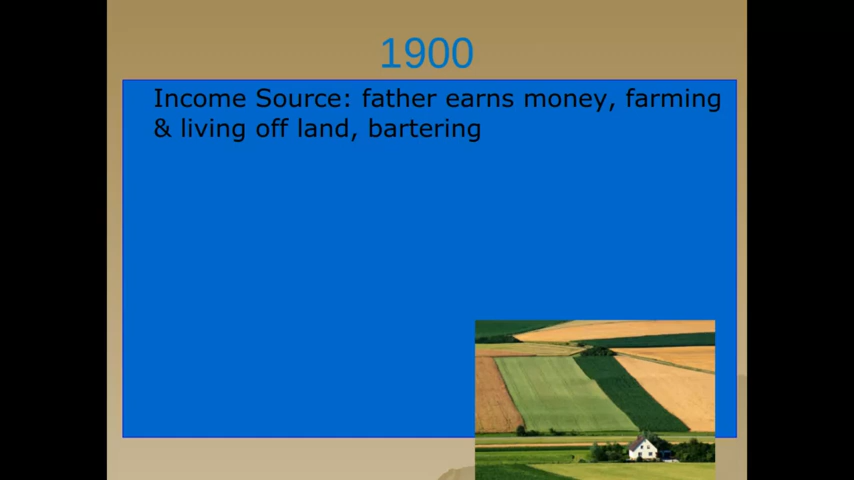 1900
Income Source: father earns money, farming
& living off land, bartering